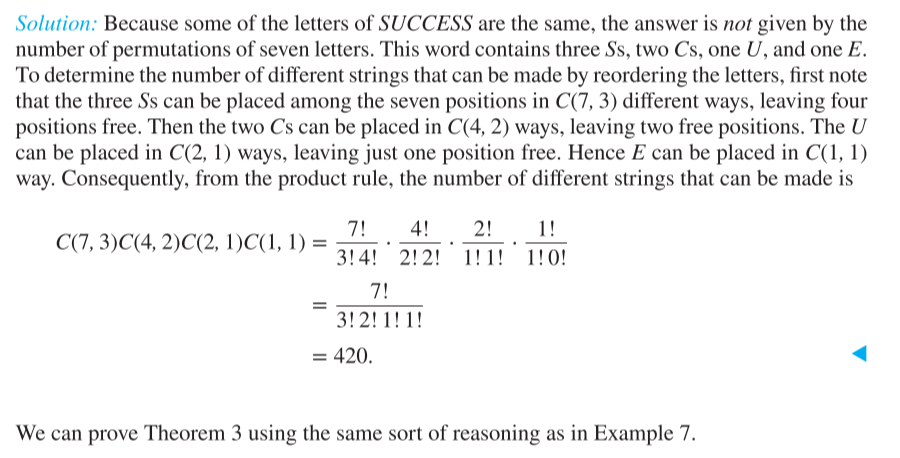 Solution: Because some of the letters of SUCCESS are the same, the answer is not given by the
number of permutations of seven letters. This word contains three Ss, two Cs, one U, and one E.
To determine the number of different strings that can be made by reordering the letters, first note
that the three Ss can be placed among the seven positions in C(7, 3) different ways, leaving four
positions free. Then the two Cs can be placed in C(4, 2) ways, leaving two free positions. The U
can be placed in C(2, 1) ways, leaving just one position free. Hence E can be placed in C(1, 1)
way. Consequently, from the product rule, the number of different strings that can be made is
C(7, 3)C(4, 2)C(2, 1)C(1, 1) = 7!/(3! 4!) · 4!/(2! 2!) · 2!/(1! 1!) · 1!/(1! 0!)
= 7!/(3! 2! 1! 1!)
= 420.
We can prove Theorem 3 using the same sort of reasoning as in Example 7.